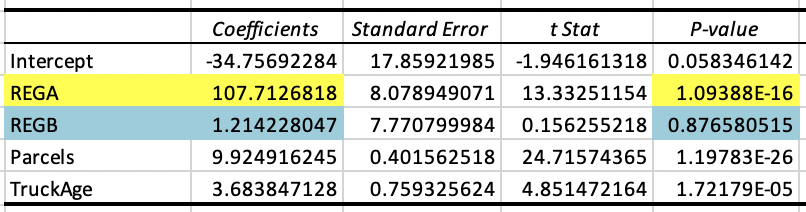 Coefficients Standard Error t Stat P-value
Intercept -34.75692284 17.85921985 -1.946161318 0.058346142
REGA 107.7126818 8.078949071 13.33251154 1.09388E-16
REGB 1.214228047 7.770799984 0.156255218 0.876580515
Parcels 9.924916245 0.401562518 24.71574365 1.19783E-26
TruckAge 3.683847128 0.759325624 4.851472164 1.72179E-05